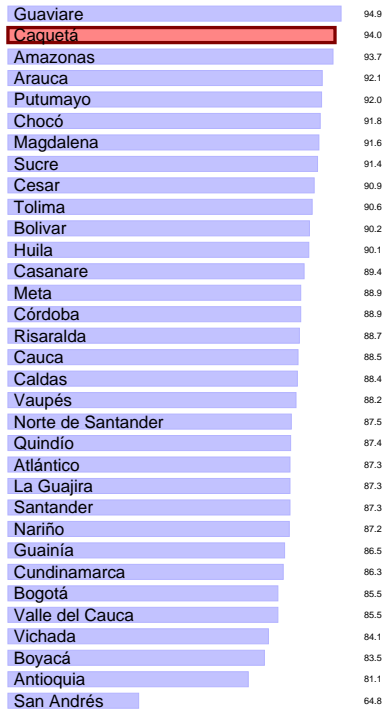 Guaviare 94.9
Caquetá 94.0
Amazonas 93.7
Arauca 92.1
Putumayo 92.0
Chocó 91.8
Magdalena 91.6
Sucre 91.4
Cesar 90.9
Tolima 90.6
Bolivar 90.2
Huila 90.1
Casanare 89.4
Meta 88.9
Córdoba 88.9
Risaralda 88.7
Cauca 88.5
Caldas 88.4
Vaupés 88.2
Norte de Santander 87.5
Quindío 87.4
Atlántico 87.3
La Guajira 87.3
Santander 87.3
Nariño 87.2
Guainía 86.5
Cundinamarca 86.3
Bogotá 85.5
Valle del Cauca 85.5
Vichada 84.1
Boyacá 83.5
Antioquia 81.1
San Andrés 64.8